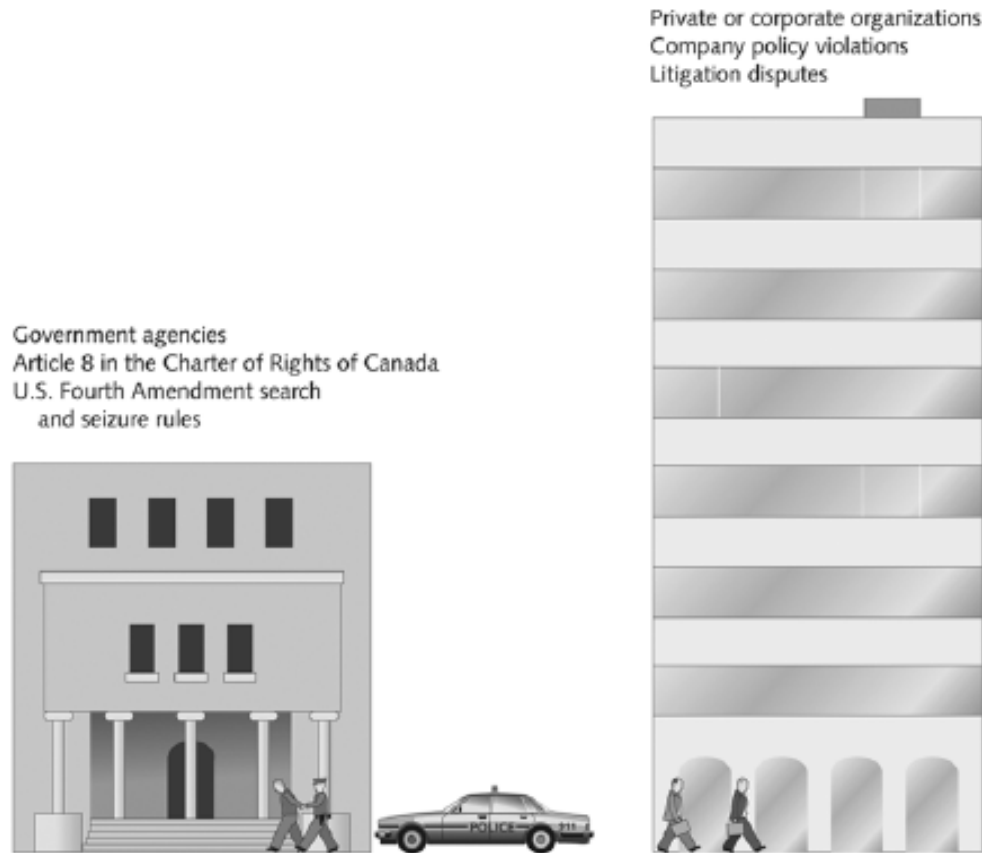 Private or corporate organizations
Company policy violations
Litigation disputes
Government agencies
Article 8 in the Charter of Rights of Canada
U.S. Fourth Amendment search
and seizure rules
POLICE
911